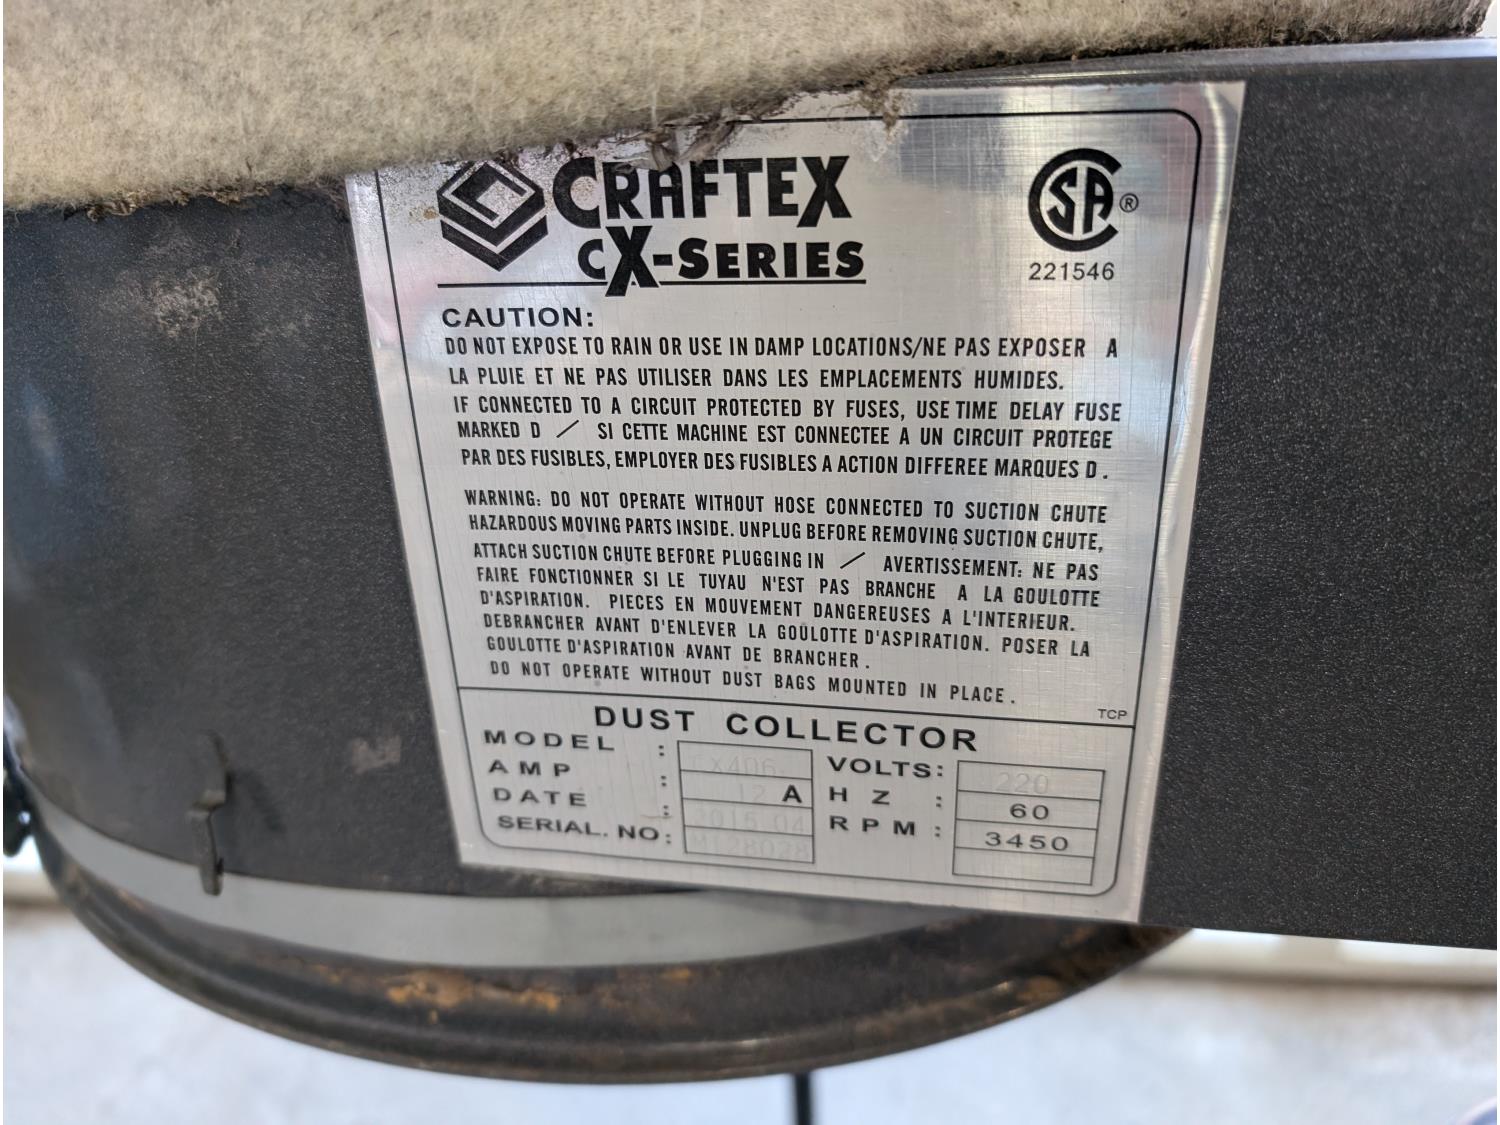 CRAFTEX
CX-SERIES
CSA®
221546
CAUTION:
DO NOT EXPOSE TO RAIN OR USE IN DAMP LOCATIONS/NE PAS EXPOSER A
LA PLUIE ET NE PAS UTILISER DANS LES EMPLACEMENTS HUMIDES.
IF CONNECTED TO A CIRCUIT PROTECTED BY FUSES, USE TIME DELAY FUSE
MARKED D / SI CETTE MACHINE EST CONNECTEE A UN CIRCUIT PROTEGE
PAR DES FUSIBLES, EMPLOYER DES FUSIBLES A ACTION DIFFEREE MARQUES D.
WARNING: DO NOT OPERATE WITHOUT HOSE CONNECTED TO SUCTION CHUTE
HAZARDOUS MOVING PARTS INSIDE. UNPLUG BEFORE REMOVING SUCTION CHUTE,
ATTACH SUCTION CHUTE BEFORE PLUGGING IN / AVERTISSEMENT: NE PAS
FAIRE FONCTIONNER SI LE TUYAU N'EST PAS BRANCHE A LA GOULOTTE
D'ASPIRATION. PIECES EN MOUVEMENT DANGEREUSES A L'INTERIEUR.
DEBRANCHER AVANT D'ENLEVER LA GOULOTTE D'ASPIRATION. POSER LA
GOULOTTE D'ASPIRATION AVANT DE BRANCHER.
DO NOT OPERATE WITHOUT DUST BAGS MOUNTED IN PLACE.
TCP
DUST COLLECTOR
MODEL : VOLTS: 220
AMP : 12 A HZ : 60
DATE : 2015.04 RPM: 3450
SERIAL. NO: MI28028